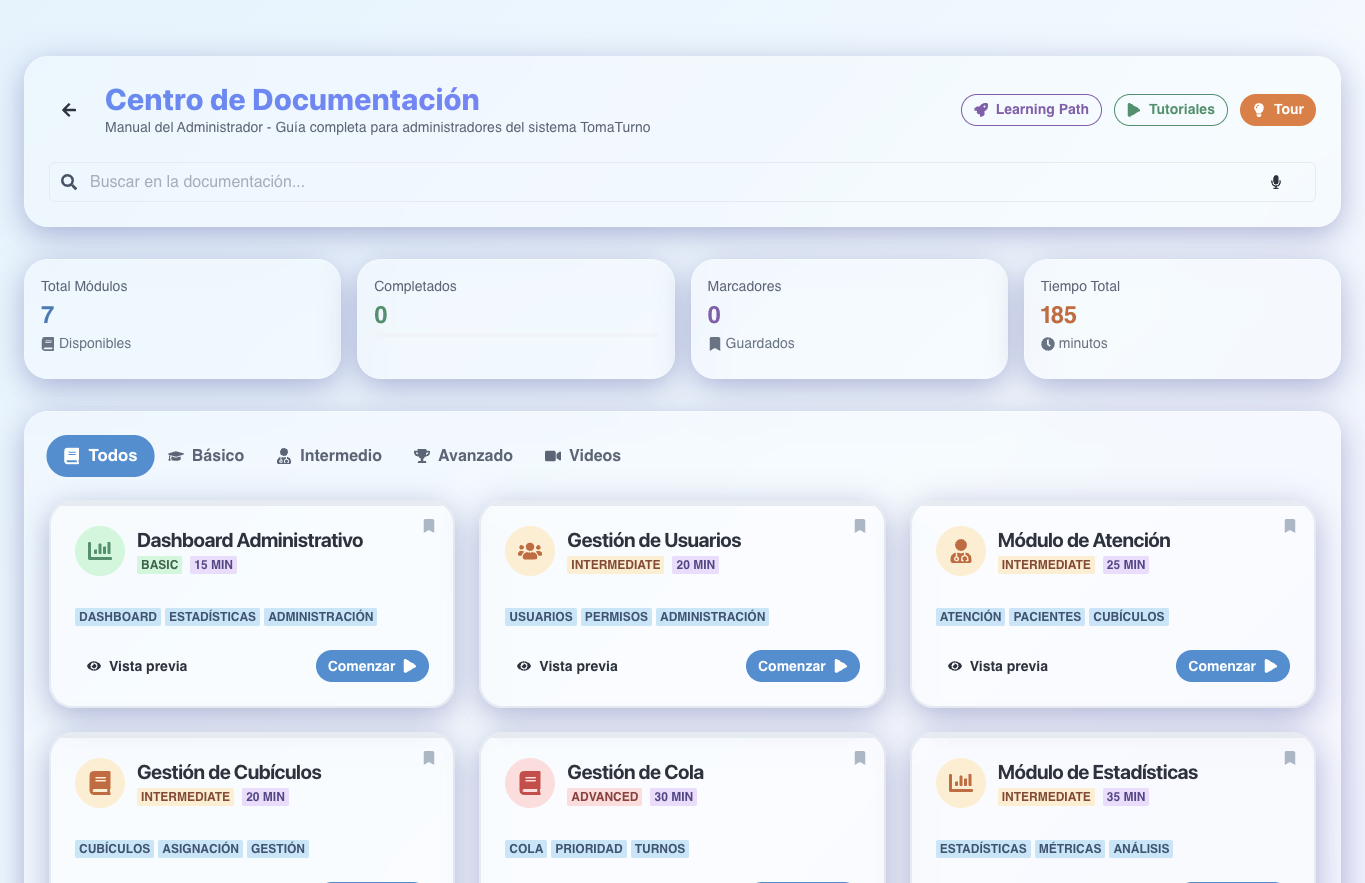 Centro de Documentación
Manual del Administrador - Guía completa para administradores del sistema TomaTurno
Learning Path
Tutoriales
Tour
Buscar en la documentación...
Total Módulos
7
Disponibles
Completados
0
Marcadores
0
Guardados
Tiempo Total
185
minutos
Todos
Básico
Intermedio
Avanzado
Videos
Dashboard Administrativo
BASIC 15 MIN
DASHBOARD ESTADÍSTICAS ADMINISTRACIÓN
Vista previa
Comenzar
Gestión de Usuarios
INTERMEDIATE 20 MIN
USUARIOS PERMISOS ADMINISTRACIÓN
Vista previa
Comenzar
Módulo de Atención
INTERMEDIATE 25 MIN
ATENCIÓN PACIENTES CUBÍCULOS
Vista previa
Comenzar
Gestión de Cubículos
INTERMEDIATE 20 MIN
CUBÍCULOS ASIGNACIÓN GESTIÓN
Gestión de Cola
ADVANCED 30 MIN
COLA PRIORIDAD TURNOS
Módulo de Estadísticas
INTERMEDIATE 35 MIN
ESTADÍSTICAS MÉTRICAS ANÁLISIS